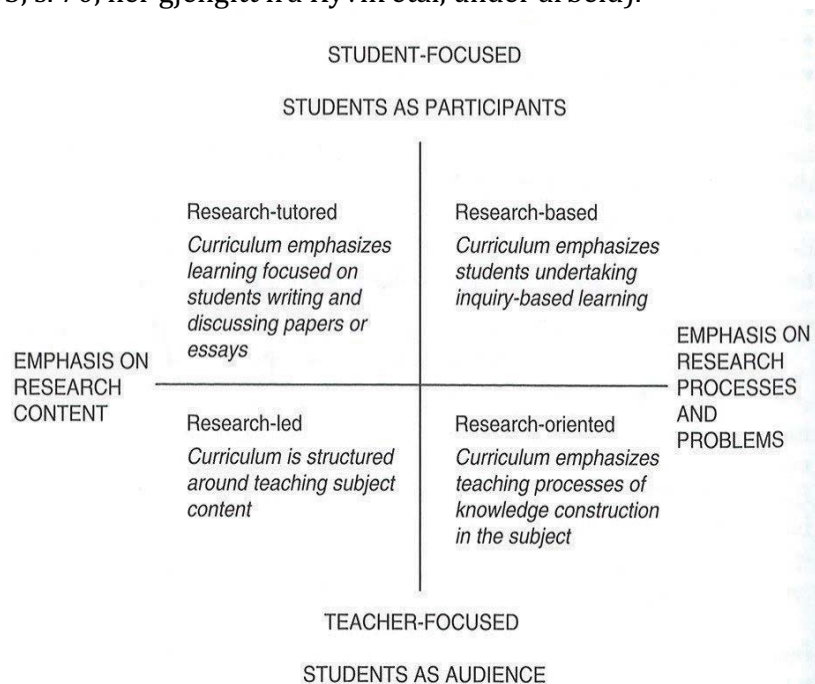 STUDENT-FOCUSED
STUDENTS AS PARTICIPANTS
Research-tutored
Curriculum emphasizes
learning focused on
students writing and
discussing papers or
essays
Research-based
Curriculum emphasizes
students undertaking
inquiry-based learning
EMPHASIS ON
RESEARCH
CONTENT
EMPHASIS ON
RESEARCH
PROCESSES
AND
PROBLEMS
Research-led
Curriculum is structured
around teaching subject
content
Research-oriented
Curriculum emphasizes
teaching processes of
knowledge construction
in the subject
TEACHER-FOCUSED
STUDENTS AS AUDIENCE